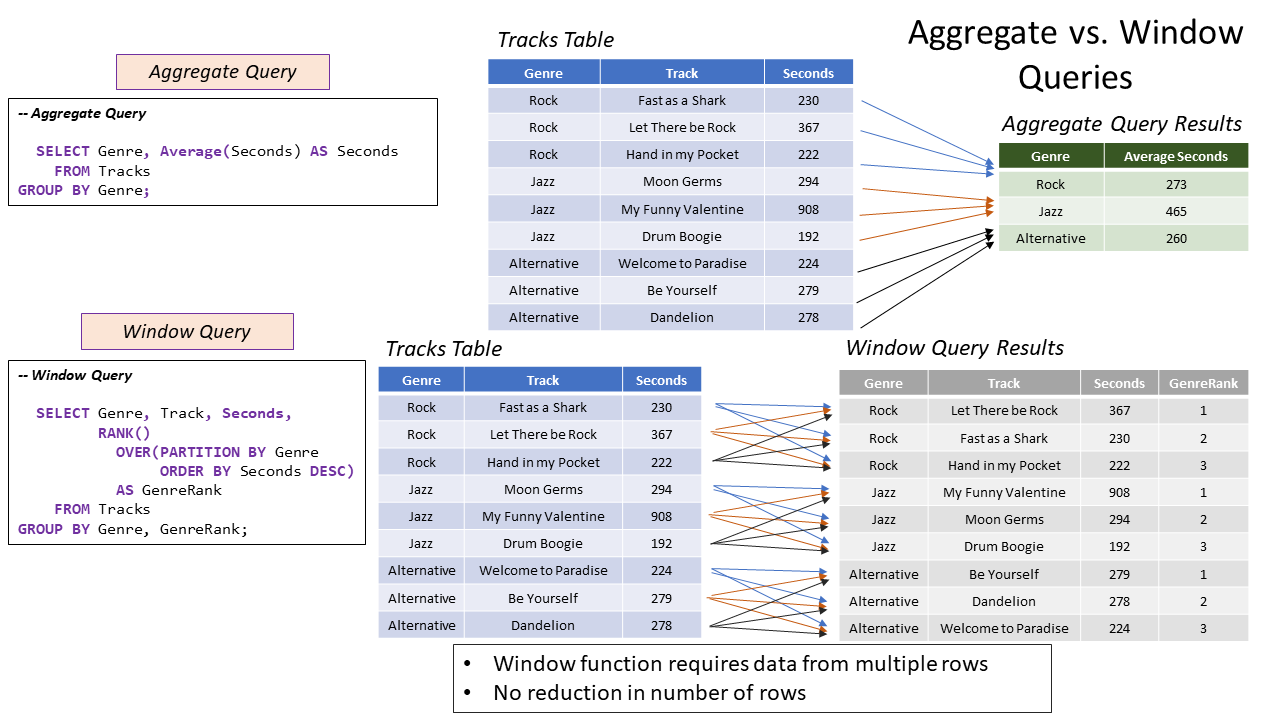 Aggregate vs. Window
Queries
Aggregate Query
-- Aggregate Query
SELECT Genre, Average(Seconds) AS Seconds
FROM Tracks
GROUP BY Genre;
Tracks Table
Genre Track Seconds
Rock Fast as a Shark 230
Rock Let There be Rock 367
Rock Hand in my Pocket 222
Jazz Moon Germs 294
Jazz My Funny Valentine 908
Jazz Drum Boogie 192
Alternative Welcome to Paradise 224
Alternative Be Yourself 279
Alternative Dandelion 278
Aggregate Query Results
Genre Average Seconds
Rock 273
Jazz 465
Alternative 260
Window Query
-- Window Query
SELECT Genre, Track, Seconds,
RANK()
OVER(PARTITION BY Genre
ORDER BY Seconds DESC)
AS GenreRank
FROM Tracks
GROUP BY Genre, GenreRank;
Tracks Table
Genre Track Seconds
Rock Fast as a Shark 230
Rock Let There be Rock 367
Rock Hand in my Pocket 222
Jazz Moon Germs 294
Jazz My Funny Valentine 908
Jazz Drum Boogie 192
Alternative Welcome to Paradise 224
Alternative Be Yourself 279
Alternative Dandelion 278
Window Query Results
Genre Track Seconds GenreRank
Rock Let There be Rock 367 1
Rock Fast as a Shark 230 2
Rock Hand in my Pocket 222 3
Jazz My Funny Valentine 908 1
Jazz Moon Germs 294 2
Jazz Drum Boogie 192 3
Alternative Be Yourself 279 1
Alternative Dandelion 278 2
Alternative Welcome to Paradise 224 3
• Window function requires data from multiple rows
• No reduction in number of rows